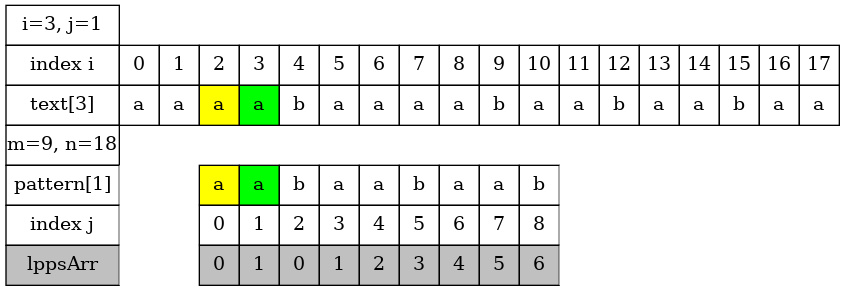 i=3, j=1
index i 0 1 2 3 4 5 6 7 8 9 10 11 12 13 14 15 16 17
text[3] a a a a b a a a a b a a b a a b a a
m=9, n=18
pattern[1] a a b a a b a a b
index j 0 1 2 3 4 5 6 7 8
lppsArr 0 1 0 1 2 3 4 5 6